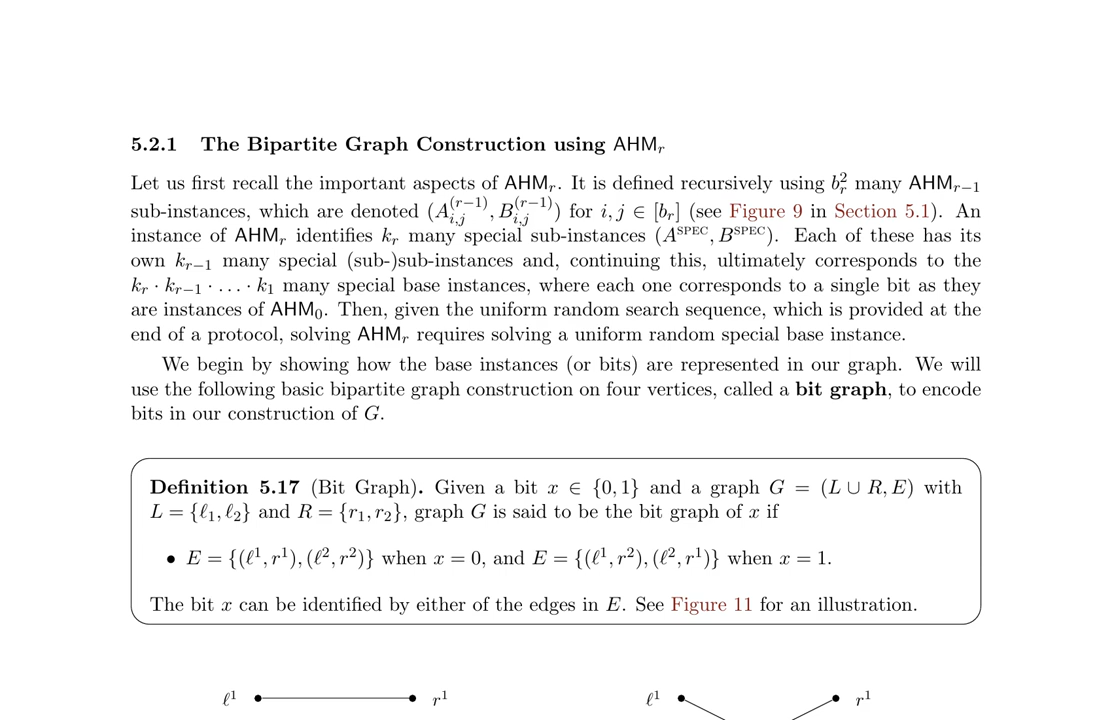 5.2.1 The Bipartite Graph Construction using AHM_r
Let us first recall the important aspects of AHM_r. It is defined recursively using b_r^2 many AHM_{r−1}
sub-instances, which are denoted (A_{i,j}^{(r−1)}, B_{i,j}^{(r−1)}) for i, j ∈ [b_r] (see Figure 9 in Section 5.1). An
instance of AHM_r identifies k_r many special sub-instances (A^{SPEC}, B^{SPEC}). Each of these has its
own k_{r−1} many special (sub-)sub-instances and, continuing this, ultimately corresponds to the
k_r · k_{r−1} · … · k_1 many special base instances, where each one corresponds to a single bit as they
are instances of AHM_0. Then, given the uniform random search sequence, which is provided at the
end of a protocol, solving AHM_r requires solving a uniform random special base instance.
We begin by showing how the base instances (or bits) are represented in our graph. We will
use the following basic bipartite graph construction on four vertices, called a bit graph, to encode
bits in our construction of G.
Definition 5.17 (Bit Graph). Given a bit x ∈ {0, 1} and a graph G = (L ∪ R, E) with
L = {ℓ_1, ℓ_2} and R = {r_1, r_2}, graph G is said to be the bit graph of x if
• E = {(ℓ^1, r^1), (ℓ^2, r^2)} when x = 0, and E = {(ℓ^1, r^2), (ℓ^2, r^1)} when x = 1.
The bit x can be identified by either of the edges in E. See Figure 11 for an illustration.
ℓ^1 r^1 ℓ^1 r^1